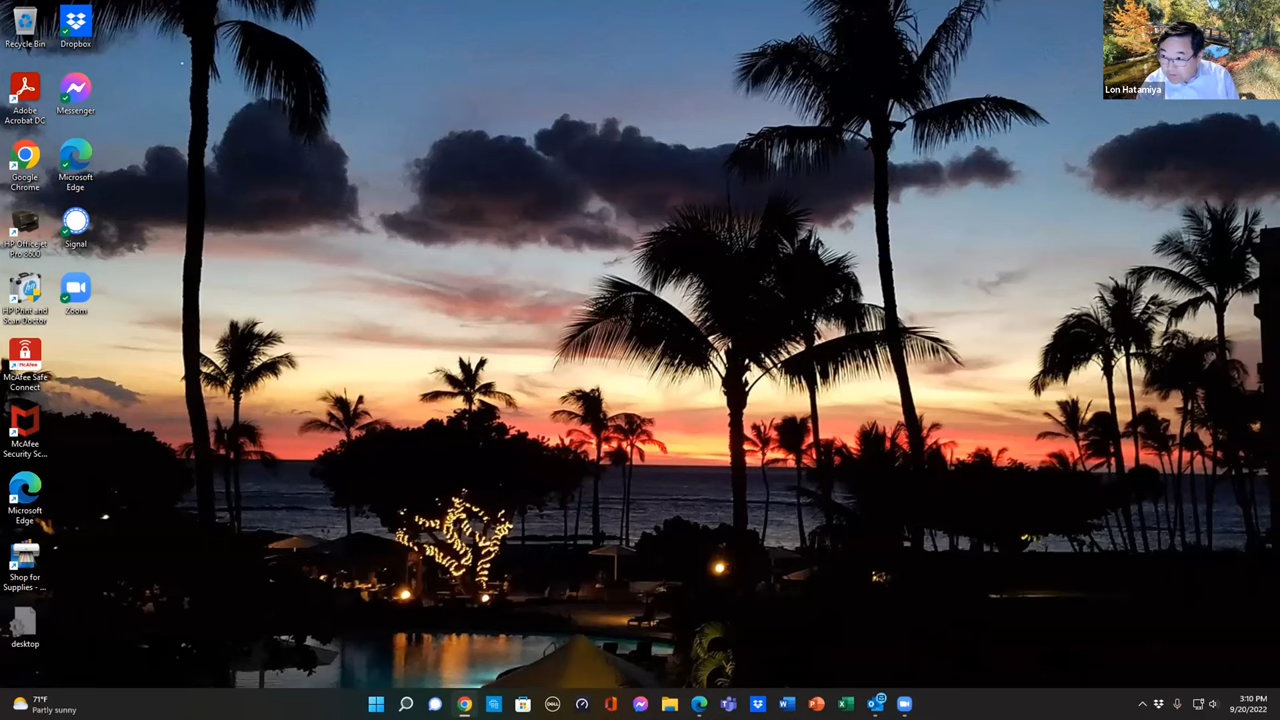 Recycle Bin
Dropbox
Adobe
Acrobat DC
Messenger
Google
Chrome
Microsoft
Edge
HP Officejet
Pro 8600
Signal
HP Print and
Scan Doctor
Zoom
McAfee Safe
Connect
McAfee
Security Sc...
Microsoft
Edge
Shop for
Supplies - ...
desktop
Lon Hatamiya
71°F
Partly sunny
3:10 PM
9/20/2022